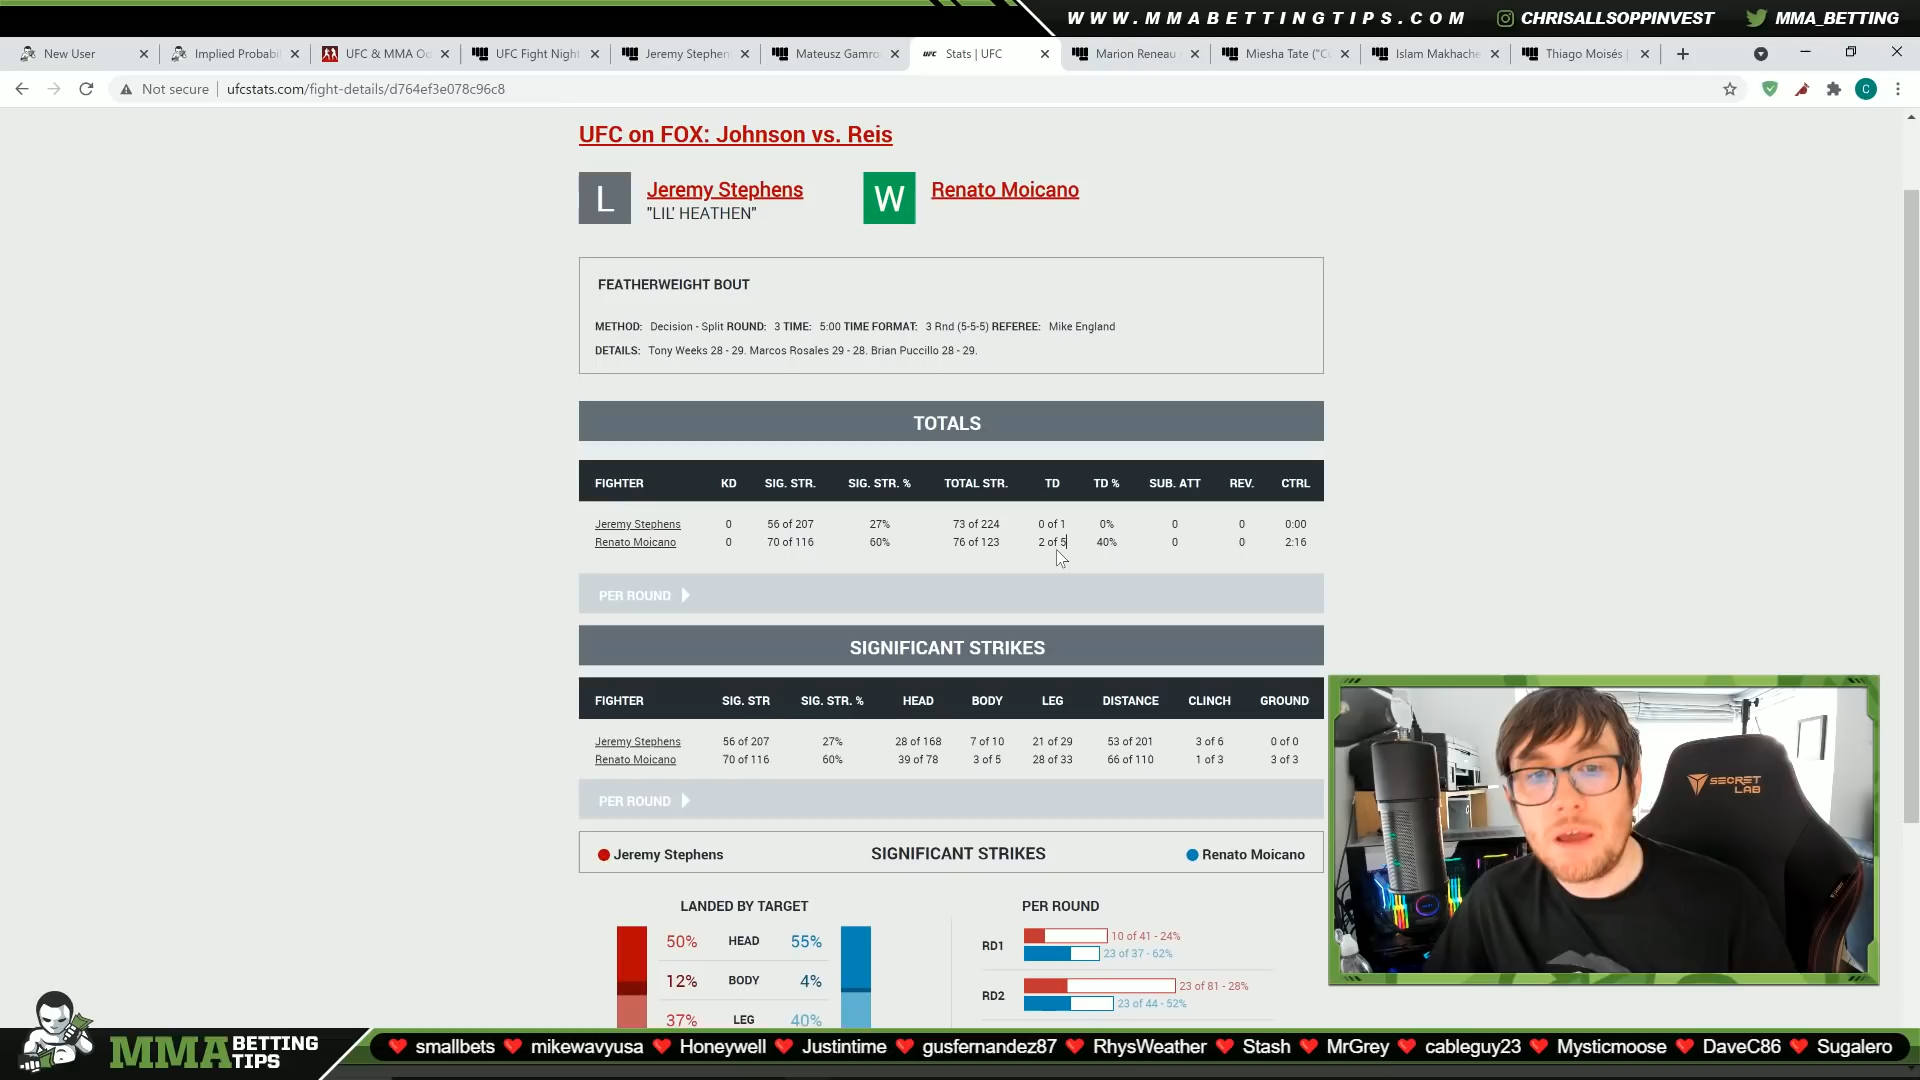 WWW.MMABETTINGTIPS.COM CHRISALLSOPPINVEST MMA_BETTING
New User Implied Probabi UFC & MMA Od UFC Fight Night Jeremy Stephen Mateusz Gamro Stats | UFC Marion Reneau Miesha Tate ("C Islam Makhache Thiago Moisés |
Not secure ufcstats.com/fight-details/d764ef3e078c96c8 C
UFC on FOX: Johnson vs. Reis
L Jeremy Stephens W Renato Moicano
"LIL' HEATHEN"
FEATHERWEIGHT BOUT
METHOD: Decision - Split ROUND: 3 TIME: 5:00 TIME FORMAT: 3 Rnd (5-5-5) REFEREE: Mike England
DETAILS: Tony Weeks 28 - 29. Marcos Rosales 29 - 28. Brian Puccillo 28 - 29.
TOTALS
FIGHTER KD SIG. STR. SIG. STR. % TOTAL STR. TD TD % SUB. ATT REV. CTRL
Jeremy Stephens 0 56 of 207 27% 73 of 224 0 of 1 0% 0 0 0:00
Renato Moicano 0 70 of 116 60% 76 of 123 2 of 5 40% 0 0 2:16
PER ROUND
SIGNIFICANT STRIKES
FIGHTER SIG. STR SIG. STR. % HEAD BODY LEG DISTANCE CLINCH GROUND
Jeremy Stephens 56 of 207 27% 28 of 168 7 of 10 21 of 29 53 of 201 3 of 6 0 of 0
Renato Moicano 70 of 116 60% 39 of 78 3 of 5 28 of 33 66 of 110 1 of 3 3 of 3
PER ROUND
Jeremy Stephens SIGNIFICANT STRIKES Renato Moicano
LANDED BY TARGET PER ROUND
50% HEAD 55%
12% BODY 4%
37% LEG 40%
RD1 10 of 41 - 24%
23 of 37 - 62%
RD2 23 of 81 - 28%
23 of 44 - 52%
SECRET
LAB
MMA BETTING
TIPS
smallbets mikewavyusa Honeywell Justintime gusfernandez87 RhysWeather Stash MrGrey cableguy23 Mysticmoose DaveC86 Sugalero